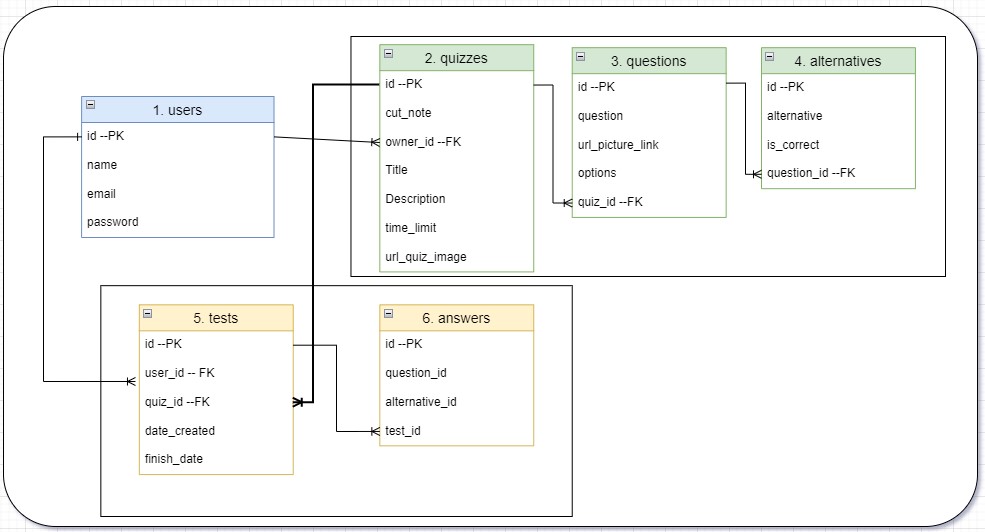 1. users
id --PK
name
email
password
2. quizzes
id --PK
cut_note
owner_id --FK
Title
Description
time_limit
url_quiz_image
3. questions
id --PK
question
url_picture_link
options
quiz_id --FK
4. alternatives
id --PK
alternative
is_correct
question_id --FK
5. tests
id --PK
user_id -- FK
quiz_id --FK
date_created
finish_date
6. answers
id --PK
question_id
alternative_id
test_id